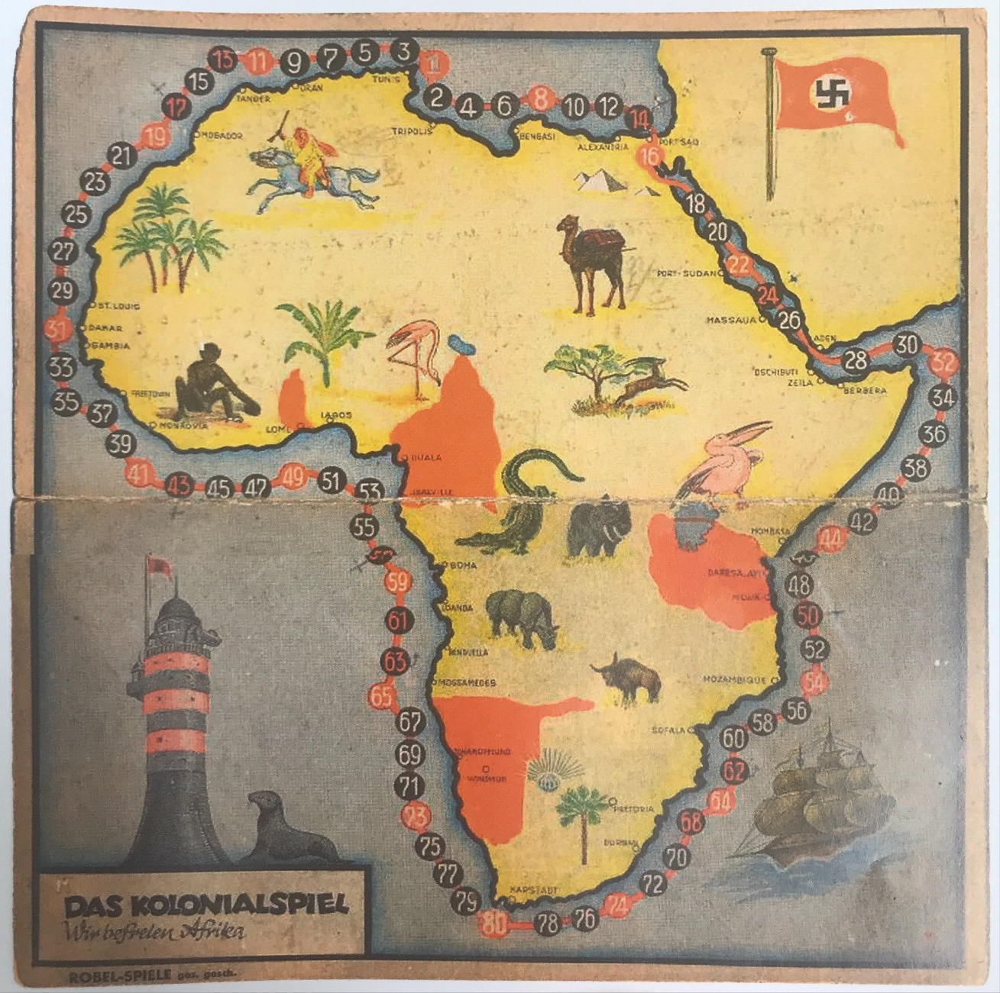 13 11 9 7 5 3 1
15
TUNIS
TANGER
ORAN
2 4 6 8 10 12 14
17
MOGADOR
TRIPOLIS
BENGASI
ALEXANDRIA
PORT-SAID
19
16
21
23
18
25
20
27
PORT-SUDAN
22
29
24
ST. LOUIS
MASSAUA
26
31
DAKAR
ADEN
GAMBIA
30
28
32
33
DSCHIBUTI
ZEILA
BERBERA
FREETOWN
34
35
37
LAGOS
MONROVIA
LOME
36
39
DUALA
38
41 43 45 47 49 51 53
40
42
55
MOMBASA
44
57
BOMA
DARESSALAM
59
48
LOANDA
50
61
BENGUELLA
52
63
MOSSAMEDES
MOZAMBIQUE
54
65
56
67
58
SOFALA
60
69
SWAKOPMUND
WINDHUK
62
71
PRETORIA
64
73
68
75
DURBAN
70
77
72
79
KAPSTADT
80 78 76 74
DAS KOLONIALSPIEL
Wir befreien Afrika
ROBEL-SPIELE ges. gesch.